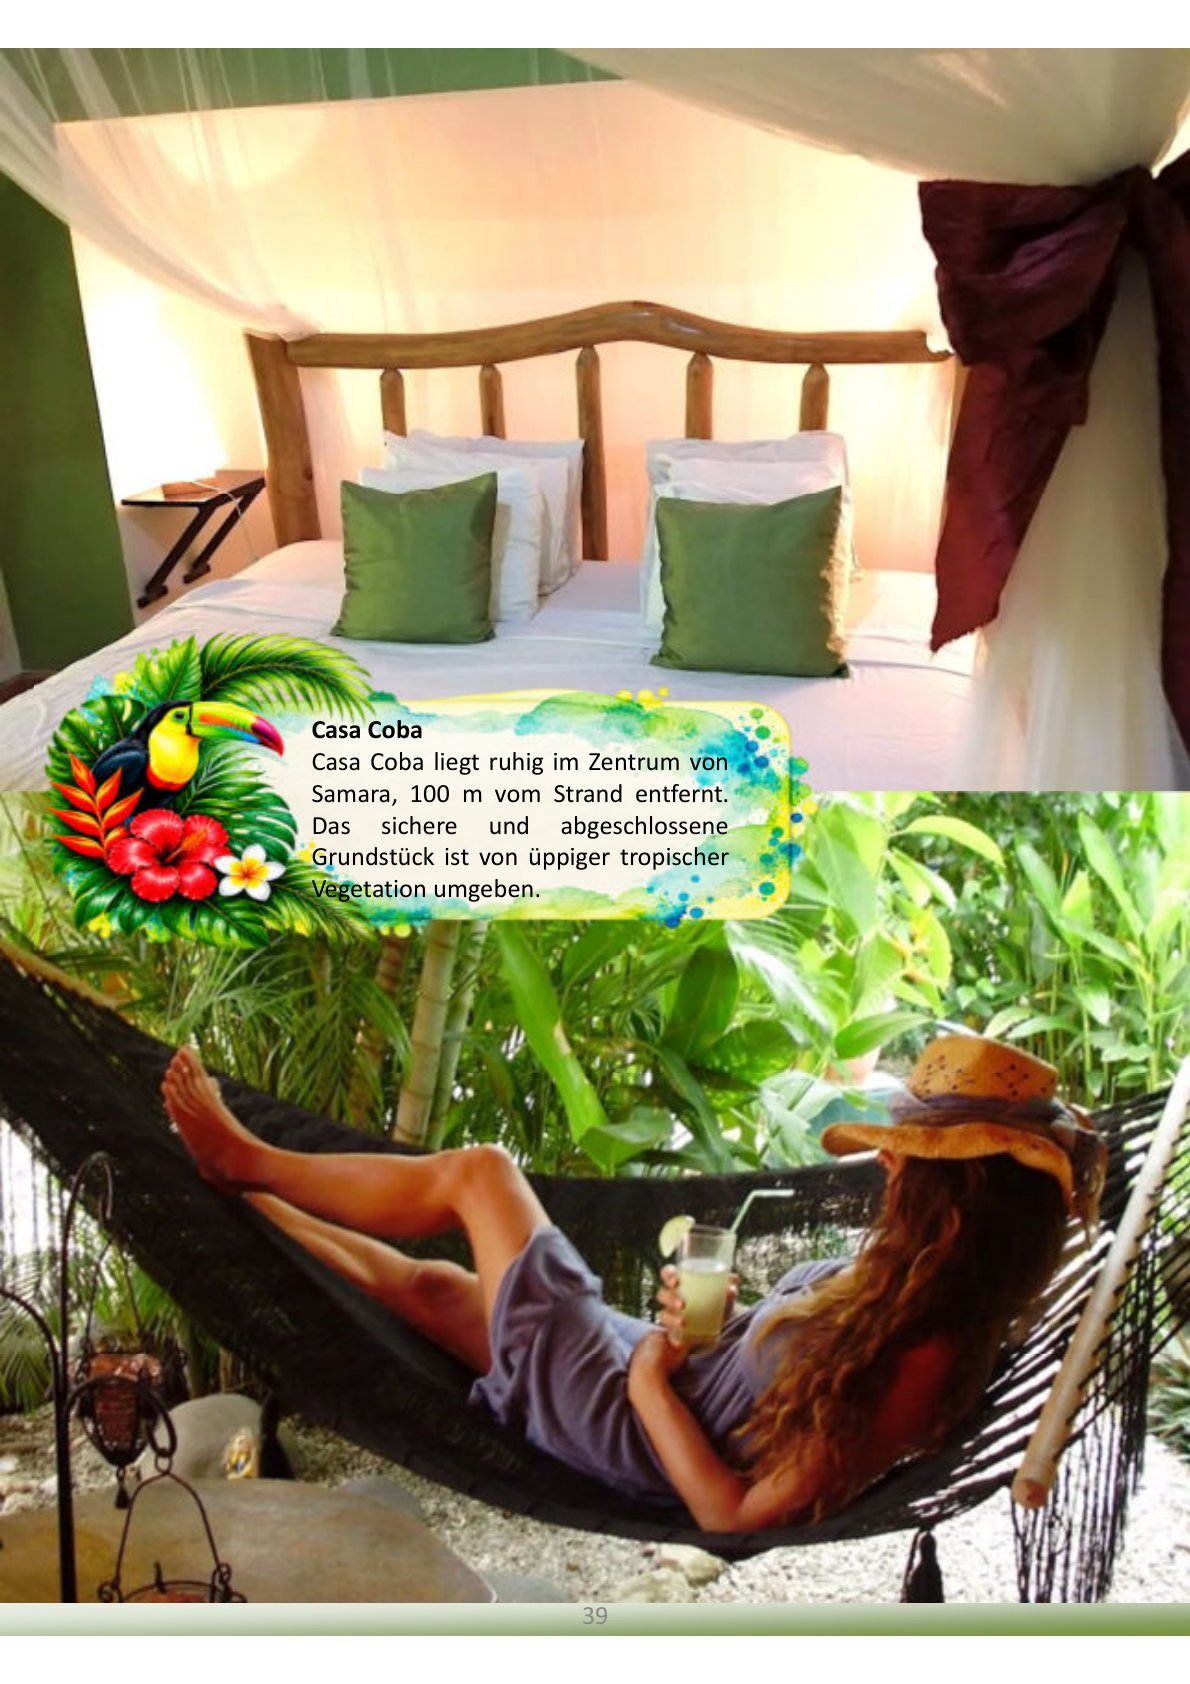 Casa Coba
Casa Coba liegt ruhig im Zentrum von
Samara, 100 m vom Strand entfernt.
Das sichere und abgeschlossene
Grundstück ist von üppiger tropischer
Vegetation umgeben.
39